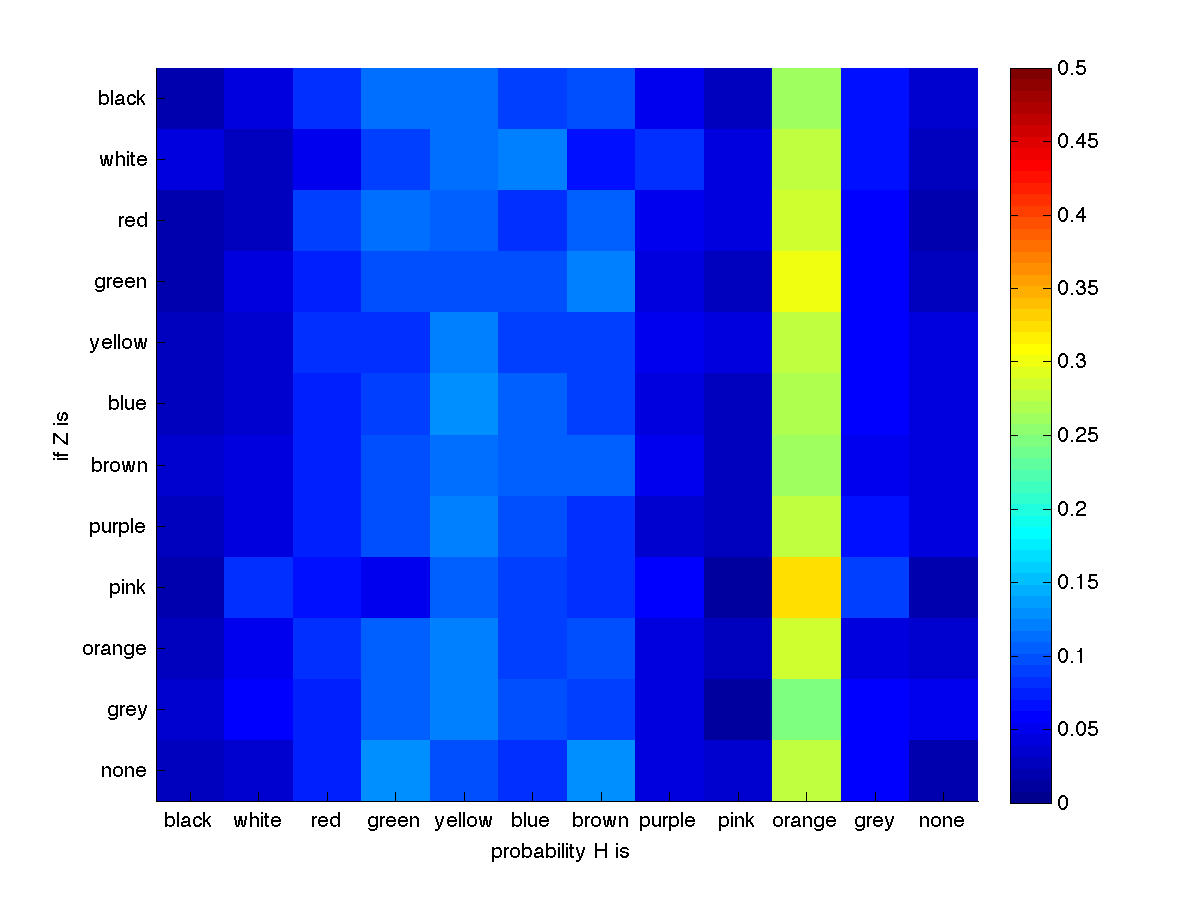 black
white
red
green
yellow
blue
brown
purple
pink
orange
grey
none
if Z is
black white red green yellow blue brown purple pink orange grey none
probability H is
0.5
0.45
0.4
0.35
0.3
0.25
0.2
0.15
0.1
0.05
0